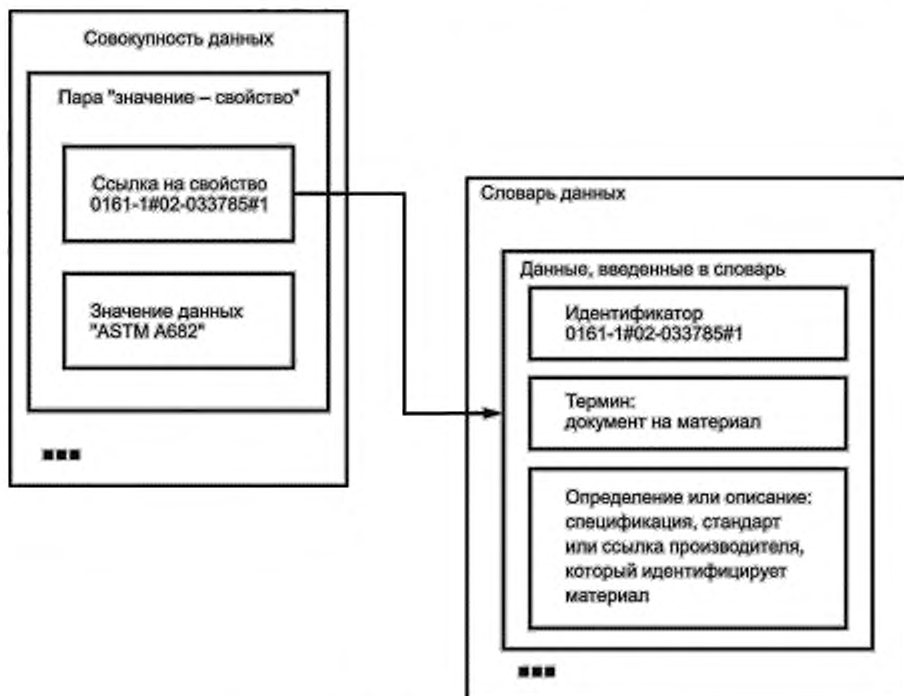 Совокупность данных
Пара "значение – свойство"
Ссылка на свойство
0161-1#02-033785#1
Значение данных
"ASTM A682"
Словарь данных
Данные, введенные в словарь
Идентификатор
0161-1#02-033785#1
Термин:
документ на материал
Определение или описание:
спецификация, стандарт
или ссылка производителя,
который идентифицирует
материал